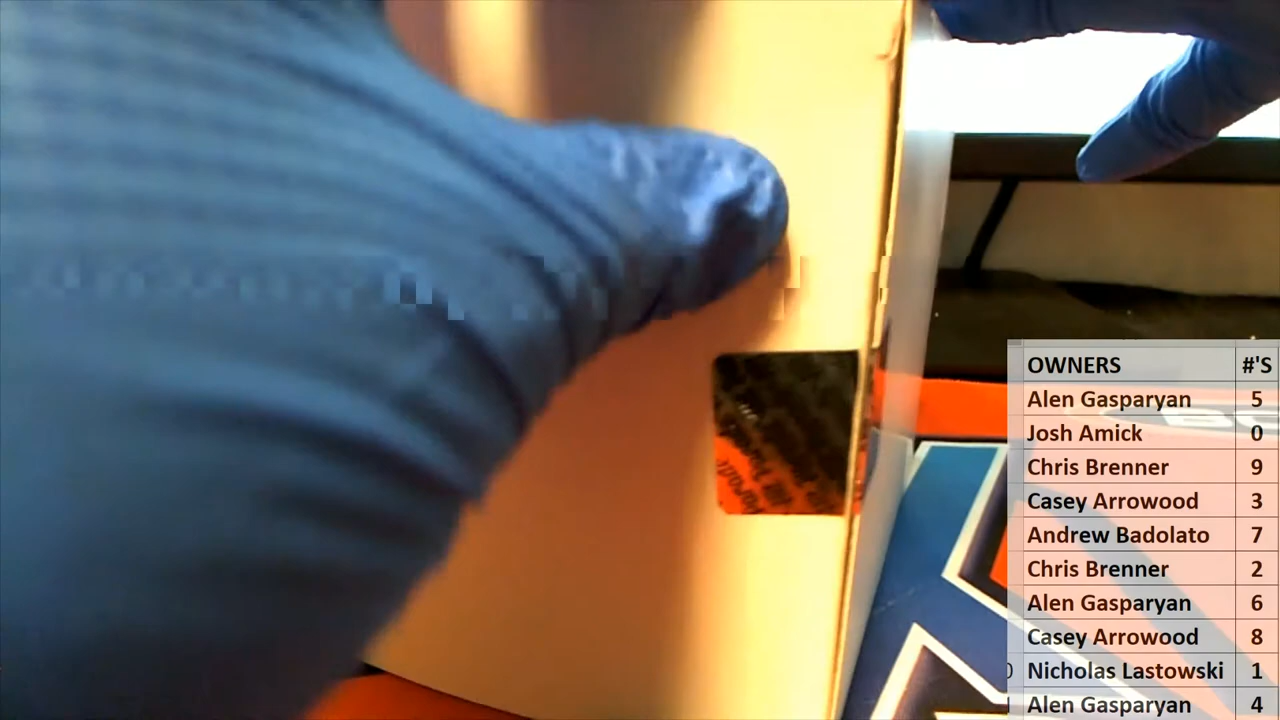 OWNERS #'S
Alen Gasparyan 5
Josh Amick 0
Chris Brenner 9
Casey Arrowood 3
Andrew Badolato 7
Chris Brenner 2
Alen Gasparyan 6
Casey Arrowood 8
Nicholas Lastowski 1
Alen Gasparyan 4